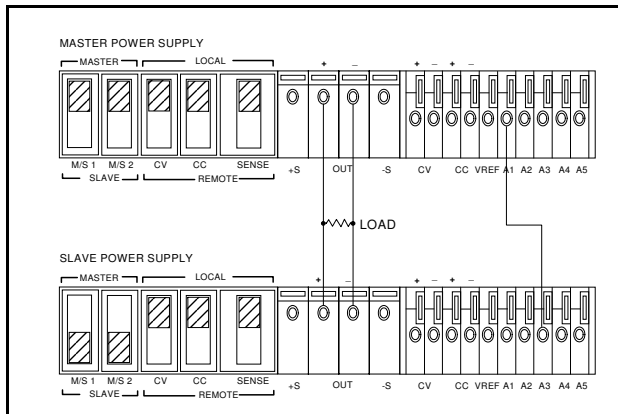 MASTER POWER SUPPLY
MASTER LOCAL
+ – + – + –
M/S 1 M/S 2 CV CC SENSE +S OUT -S CV CC VREF A1 A2 A3 A4 A5
SLAVE REMOTE
LOAD
SLAVE POWER SUPPLY
MASTER LOCAL
+ – + – + –
M/S 1 M/S 2 CV CC SENSE +S OUT -S CV CC VREF A1 A2 A3 A4 A5
SLAVE REMOTE